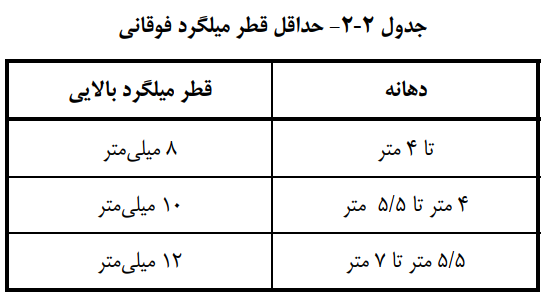 جدول ۲-۲- حداقل قطر میلگرد فوقانی
دهانه قطر میلگرد بالایی
تا ۴ متر ۸ میلی‌متر
۴ متر تا ۵/۵ متر ۱۰ میلی‌متر
۵/۵ متر تا ۷ متر ۱۲ میلی‌متر